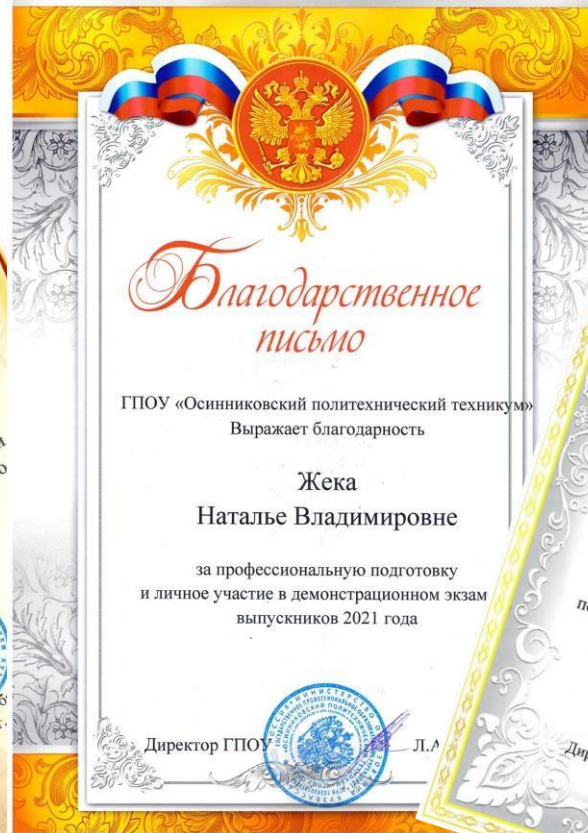 Благодарственное
письмо
ГПОУ «Осинниковский политехнический техникум»
Выражает благодарность
Жека
Наталье Владимировне
за профессиональную подготовку
и личное участие в демонстрационном экзам
выпускников 2021 года
Директор ГПОУ
Л.А